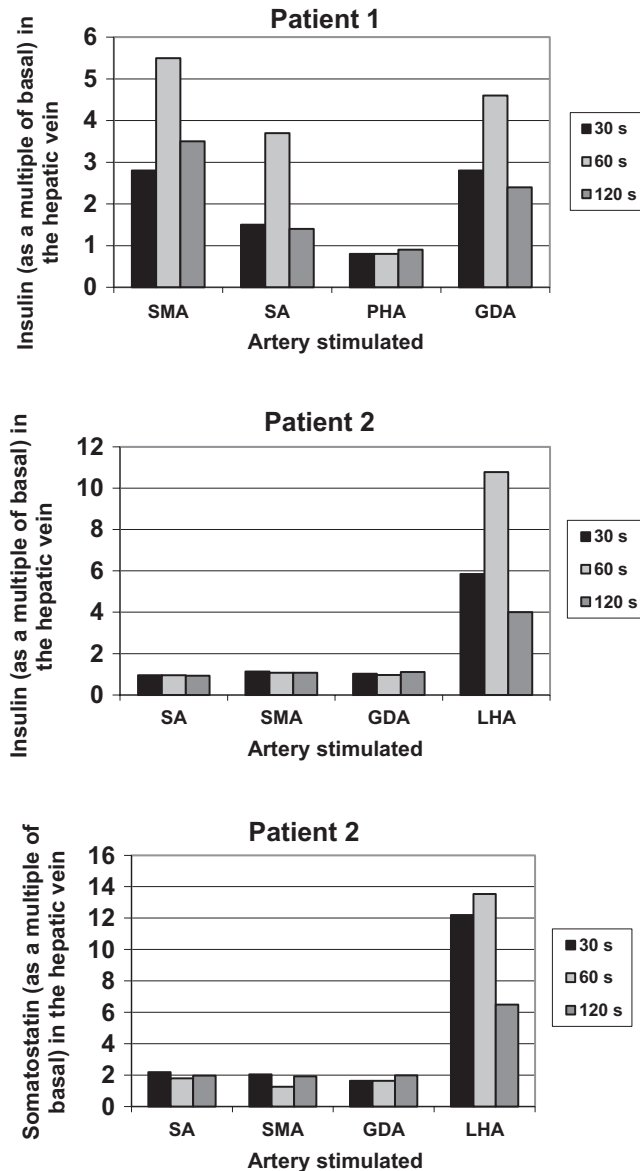 Patient 1
Insulin (as a multiple of basal) in
the hepatic vein
6
5
4
3
2
1
0
SMA SA PHA GDA
Artery stimulated
30 s
60 s
120 s
Patient 2
Insulin (as a multiple of basal) in
the hepatic vein
12
10
8
6
4
2
0
SA SMA GDA LHA
Artery stimulated
30 s
60 s
120 s
Patient 2
Somatostatin (as a multiple of
basal) in the hepatic vein
16
14
12
10
8
6
4
2
0
SA SMA GDA LHA
Artery stimulated
30 s
60 s
120 s